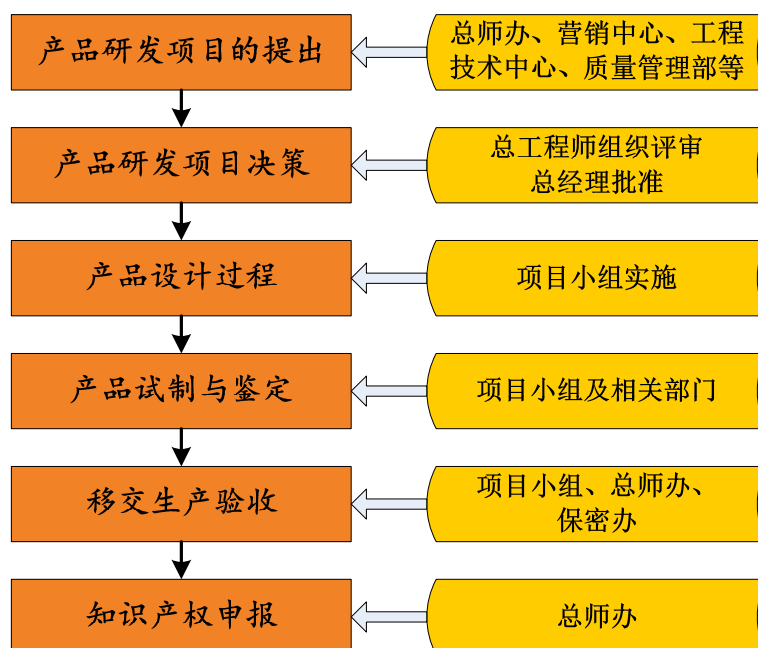 产品研发项目的提出
总师办、营销中心、工程
技术中心、质量管理部等
产品研发项目决策
总工程师组织评审
总经理批准
产品设计过程
项目小组实施
产品试制与鉴定
项目小组及相关部门
移交生产验收
项目小组、总师办、
保密办
知识产权申报
总师办